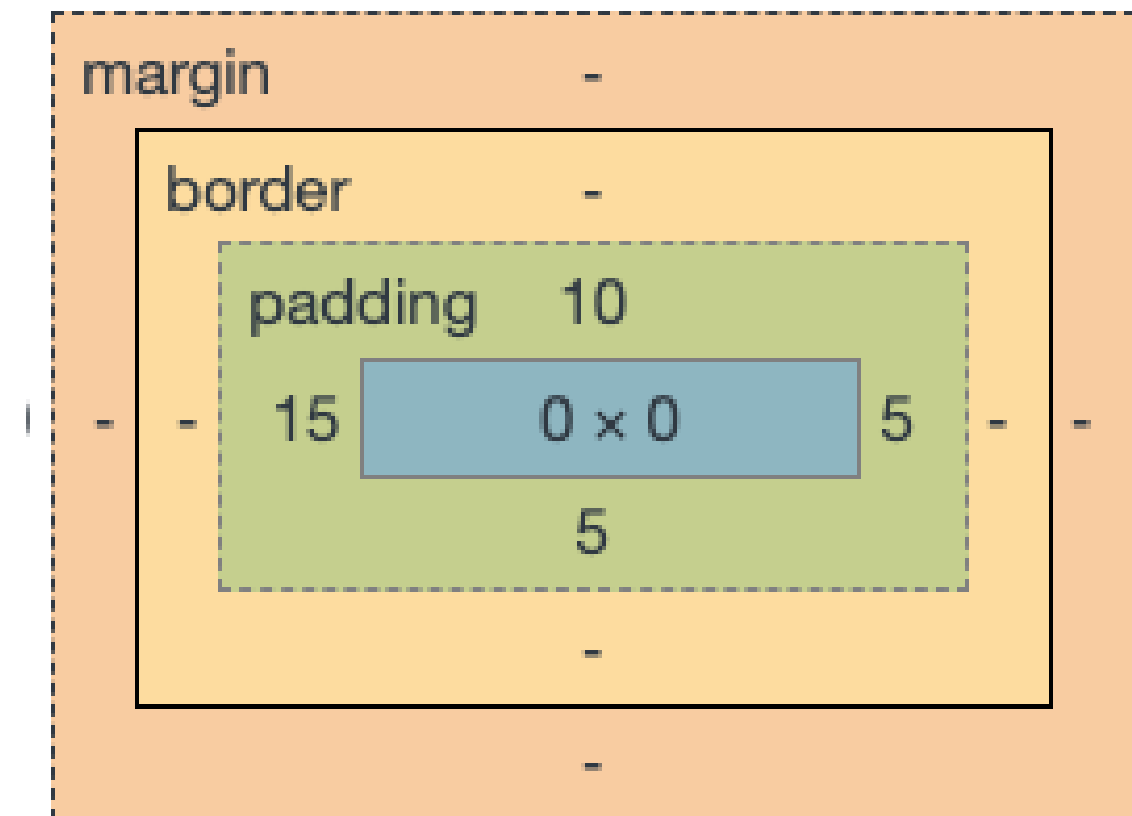 margin -
border -
padding 10
- - 15 0 × 0 5 - -
5
-
-